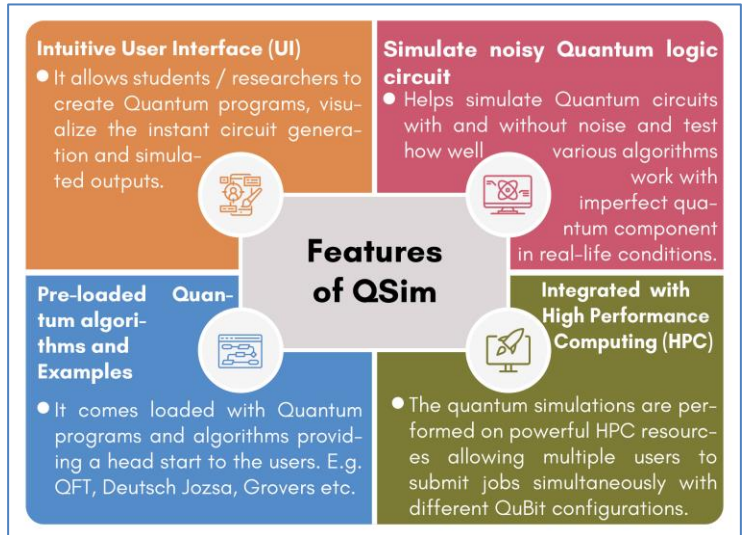 Intuitive User Interface (UI)
● It allows students / researchers to
create Quantum programs, visu-
alize the instant circuit genera-
tion and simula-
ted outputs.
Simulate noisy Quantum logic
circuit
● Helps simulate Quantum circuits
with and without noise and test
how well various algorithms
work with
imperfect qua-
ntum component
in real-life conditions.
Features
of QSim
Pre-loaded Quan-
tum algori-
thms and
Examples
● It comes loaded with Quantum
programs and algorithms provid-
ing a head start to the users. E.g.
QFT, Deutsch Jozsa, Grovers etc.
Integrated with
High Performance
Computing (HPC)
● The quantum simulations are per-
formed on powerful HPC resourc-
es allowing multiple users to
submit jobs simultaneously with
different QuBit configurations.